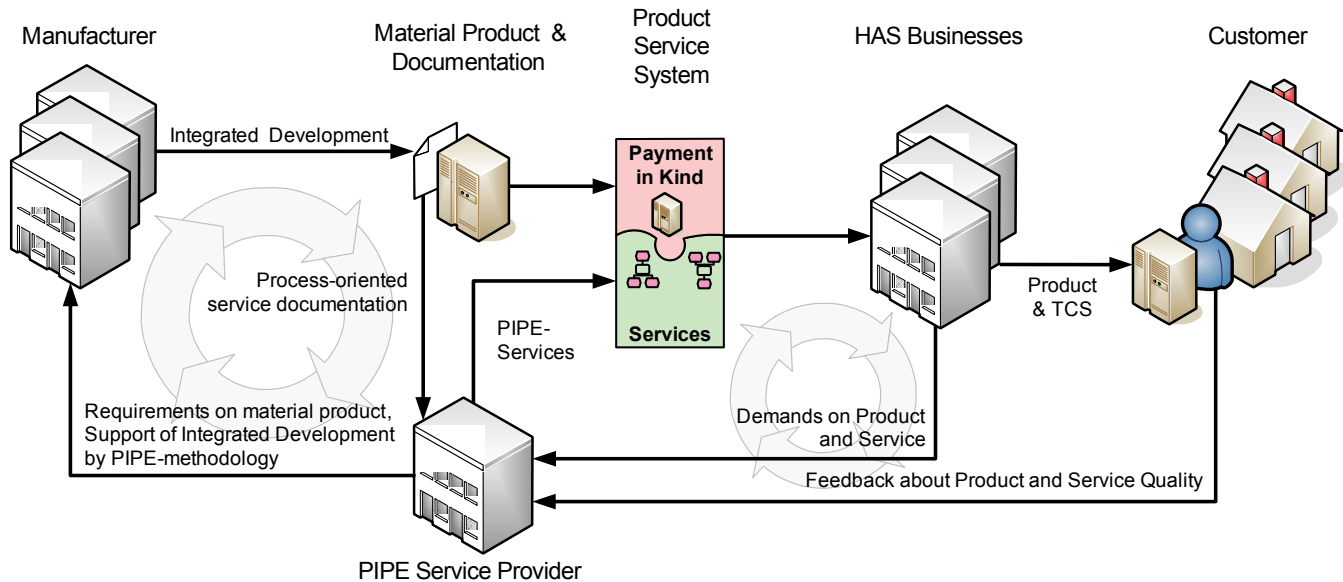 Manufacturer
Material Product &
Documentation
Product
Service
System
HAS Businesses
Customer
Integrated Development
Payment
in Kind
Process-oriented
service documentation
Product
& TCS
PIPE-
Services
Services
Requirements on material product,
Support of Integrated Development
by PIPE-methodology
Demands on Product
and Service
Feedback about Product and Service Quality
PIPE Service Provider